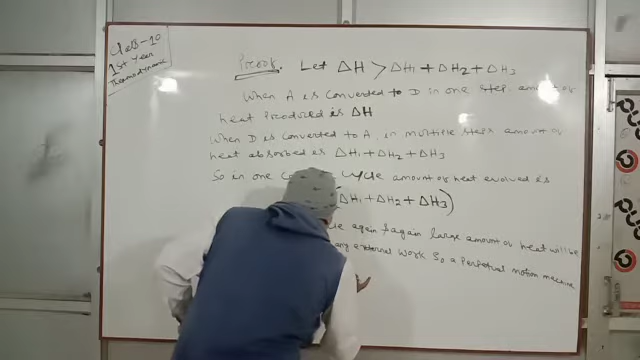 1st Year
Thermodynamic
Proof. Let ΔH > ΔH1 + ΔH2 + ΔH3
When A is converted to D in one step amount of
heat produced is ΔH
When D is converted to A in multiple steps amount of
heat absorbed is ΔH1 + ΔH2 + ΔH3
So in one cycle amount of heat evolved is
ΔH1 + ΔH2 + ΔH3)
again & again large amount of heat will be
any external work so a perpetual motion machine